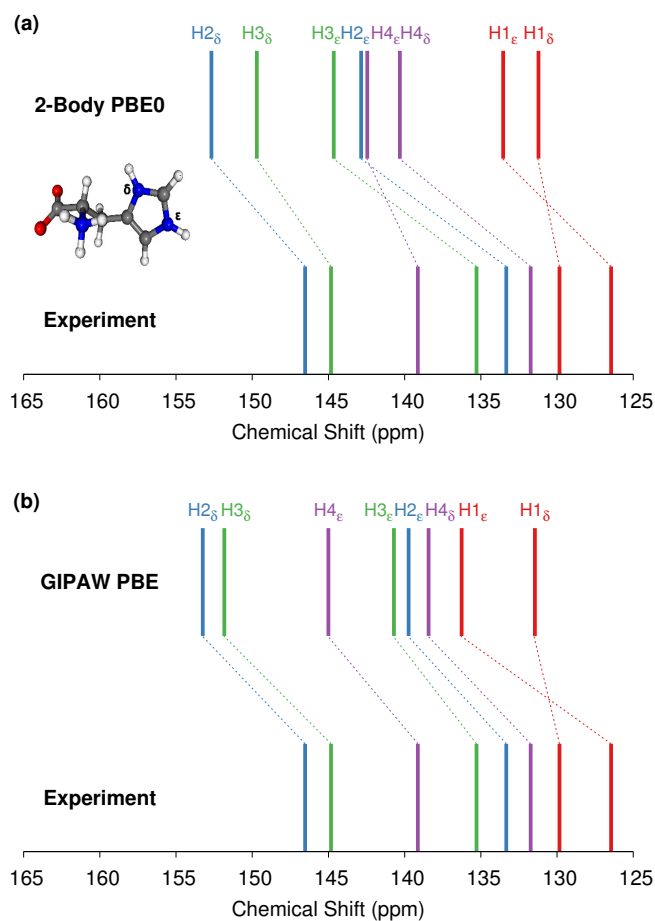 (a)
H2δ H3δ H3ε H2ε H4ε H4δ H1ε H1δ
2-Body PBE0
δ
ε
Experiment
165 160 155 150 145 140 135 130 125
Chemical Shift (ppm)
(b)
H2δ H3δ H4ε H3ε H2ε H4δ H1ε H1δ
GIPAW PBE
Experiment
165 160 155 150 145 140 135 130 125
Chemical Shift (ppm)